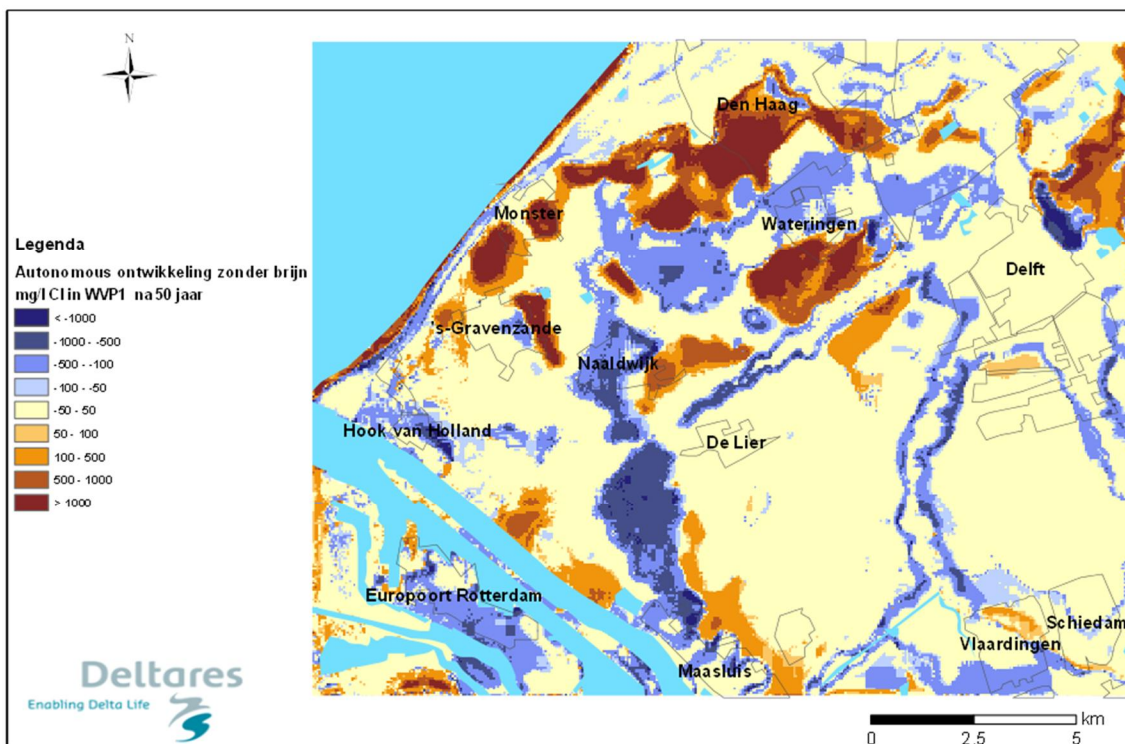 N
Legenda
Autonomous ontwikkeling zonder brijn
mg/l Cl in WVP1 na 50 jaar
< -1000
-1000 - -500
-500 - -100
-100 - -50
-50 - 50
50 - 100
100 - 500
500 - 1000
> 1000
Den Haag
Monster
Wateringen
Delft
's-Gravenzande
Naaldwijk
Hook van Holland
De Lier
Europoort Rotterdam
Schiedam
Vlaardingen
Maasluis
Deltares
Enabling Delta Life
km
0 2.5 5